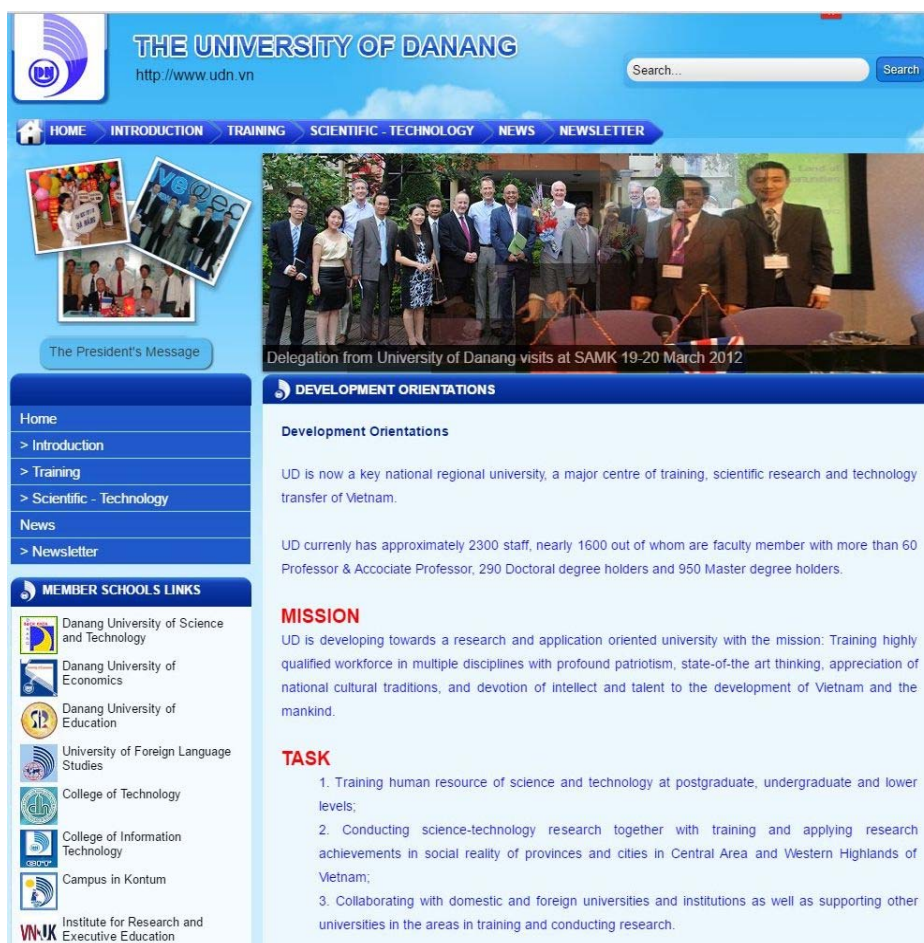 THE UNIVERSITY OF DANANG
http://www.udn.vn
Search...
Search
HOME
INTRODUCTION
TRAINING
SCIENTIFIC - TECHNOLOGY
NEWS
NEWSLETTER
The President's Message
Delegation from University of Danang visits at SAMK 19-20 March 2012
Home
> Introduction
> Training
> Scientific - Technology
News
> Newsletter
MEMBER SCHOOLS LINKS
Danang University of Science
and Technology
Danang University of
Economics
Danang University of
Education
University of Foreign Language
Studies
College of Technology
College of Information
Technology
Campus in Kontum
VN-UK
Institute for Research and
Executive Education
DEVELOPMENT ORIENTATIONS
Development Orientations
UD is now a key national regional university, a major centre of training, scientific research and technology
transfer of Vietnam.
UD currenly has approximately 2300 staff, nearly 1600 out of whom are faculty member with more than 60
Professor & Accociate Professor, 290 Doctoral degree holders and 950 Master degree holders.
MISSION
UD is developing towards a research and application oriented university with the mission: Training highly
qualified workforce in multiple disciplines with profound patriotism, state-of-the art thinking, appreciation of
national cultural traditions, and devotion of intellect and talent to the development of Vietnam and the
mankind.
TASK
1. Training human resource of science and technology at postgraduate, undergraduate and lower
levels;
2. Conducting science-technology research together with training and applying research
achievements in social reality of provinces and cities in Central Area and Western Highlands of
Vietnam;
3. Collaborating with domestic and foreign universities and institutions as well as supporting other
universities in the areas in training and conducting research.